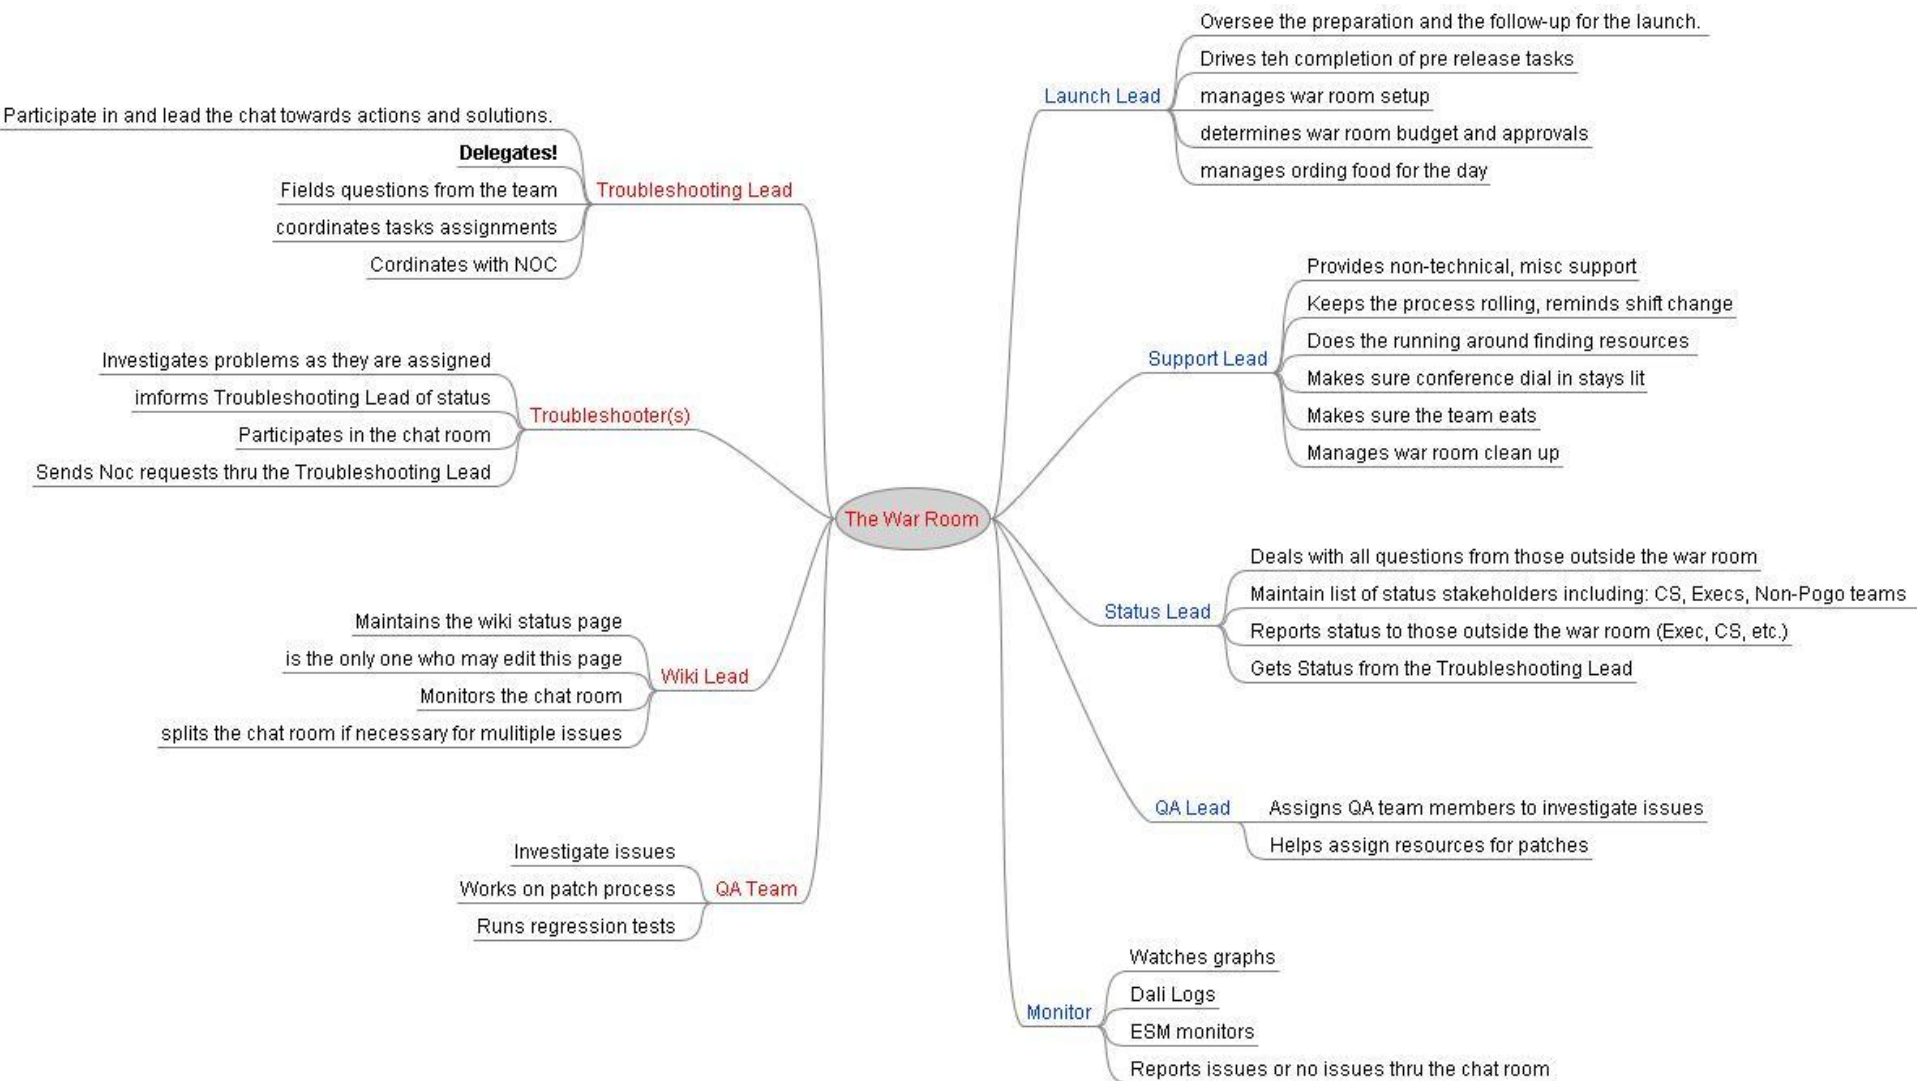 The War Room
Troubleshooting Lead
Participate in and lead the chat towards actions and solutions.
Delegates!
Fields questions from the team
coordinates tasks assignments
Cordinates with NOC
Troubleshooter(s)
Investigates problems as they are assigned
imforms Troubleshooting Lead of status
Participates in the chat room
Sends Noc requests thru the Troubleshooting Lead
Wiki Lead
Maintains the wiki status page
is the only one who may edit this page
Monitors the chat room
splits the chat room if necessary for mulitiple issues
QA Team
Investigate issues
Works on patch process
Runs regression tests
Launch Lead
Oversee the preparation and the follow-up for the launch.
Drives teh completion of pre release tasks
manages war room setup
determines war room budget and approvals
manages ording food for the day
Support Lead
Provides non-technical, misc support
Keeps the process rolling, reminds shift change
Does the running around finding resources
Makes sure conference dial in stays lit
Makes sure the team eats
Manages war room clean up
Status Lead
Deals with all questions from those outside the war room
Maintain list of status stakeholders including: CS, Execs, Non-Pogo teams
Reports status to those outside the war room (Exec, CS, etc.)
Gets Status from the Troubleshooting Lead
QA Lead
Assigns QA team members to investigate issues
Helps assign resources for patches
Monitor
Watches graphs
Dali Logs
ESM monitors
Reports issues or no issues thru the chat room